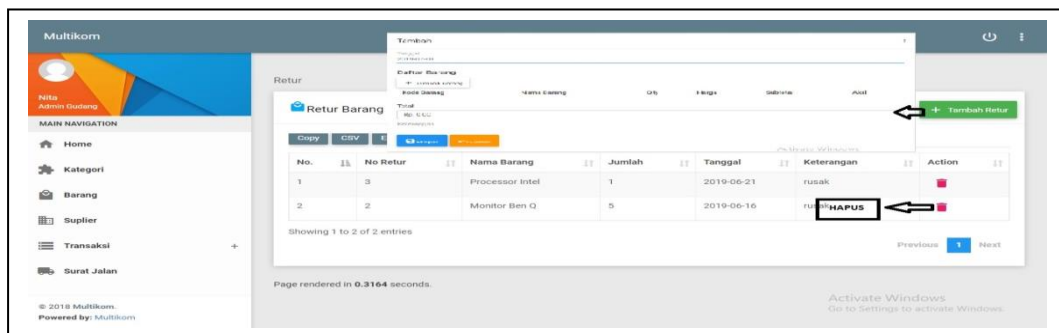 Multikom
Tambah
Nita
Admin Gudang
MAIN NAVIGATION
Home
Kategori
Barang
Suplier
Transaksi +
Surat Jalan
© 2018 Multikom.
Powered by: Multikom
Retur
Daftar Barang
Kode Barang Nama Barang Qty Harga Subtotal
Total
Retur Barang
+ Tambah Retur
Copy CSV
No. No Retur Nama Barang Jumlah Tanggal Keterangan Action
1 3 Processor Intel 1 2019-06-21 rusak
2 2 Monitor Ben Q 5 2019-06-16
HAPUS
Showing 1 to 2 of 2 entries
Previous 1 Next
Page rendered in 0.3164 seconds.
Activate Windows
Go to Settings to activate Windows.